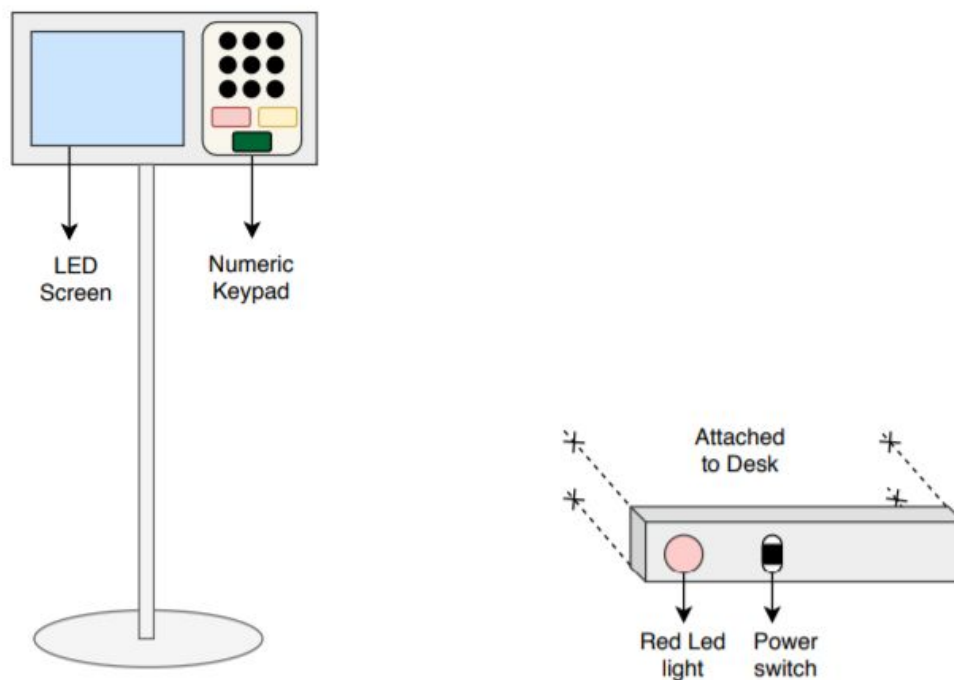 LED
Screen
Numeric
Keypad
Attached
to Desk
Red Led
light
Power
switch